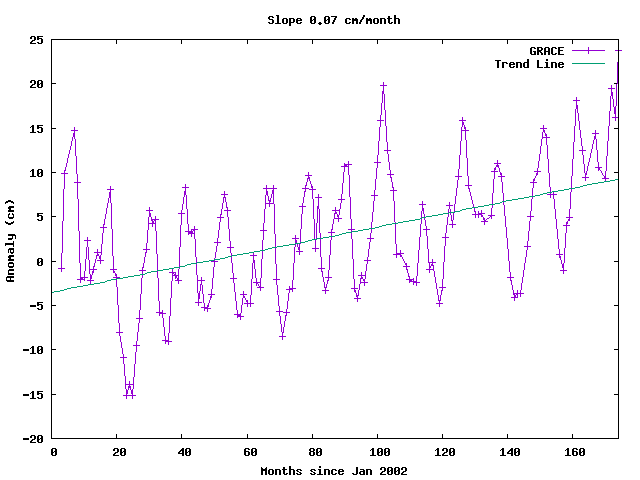 Slope 0.07 cm/month
GRACE
Trend Line
25
20
15
10
5
0
-5
-10
-15
-20
Anomaly (cm)
0 20 40 60 80 100 120 140 160
Months since Jan 2002